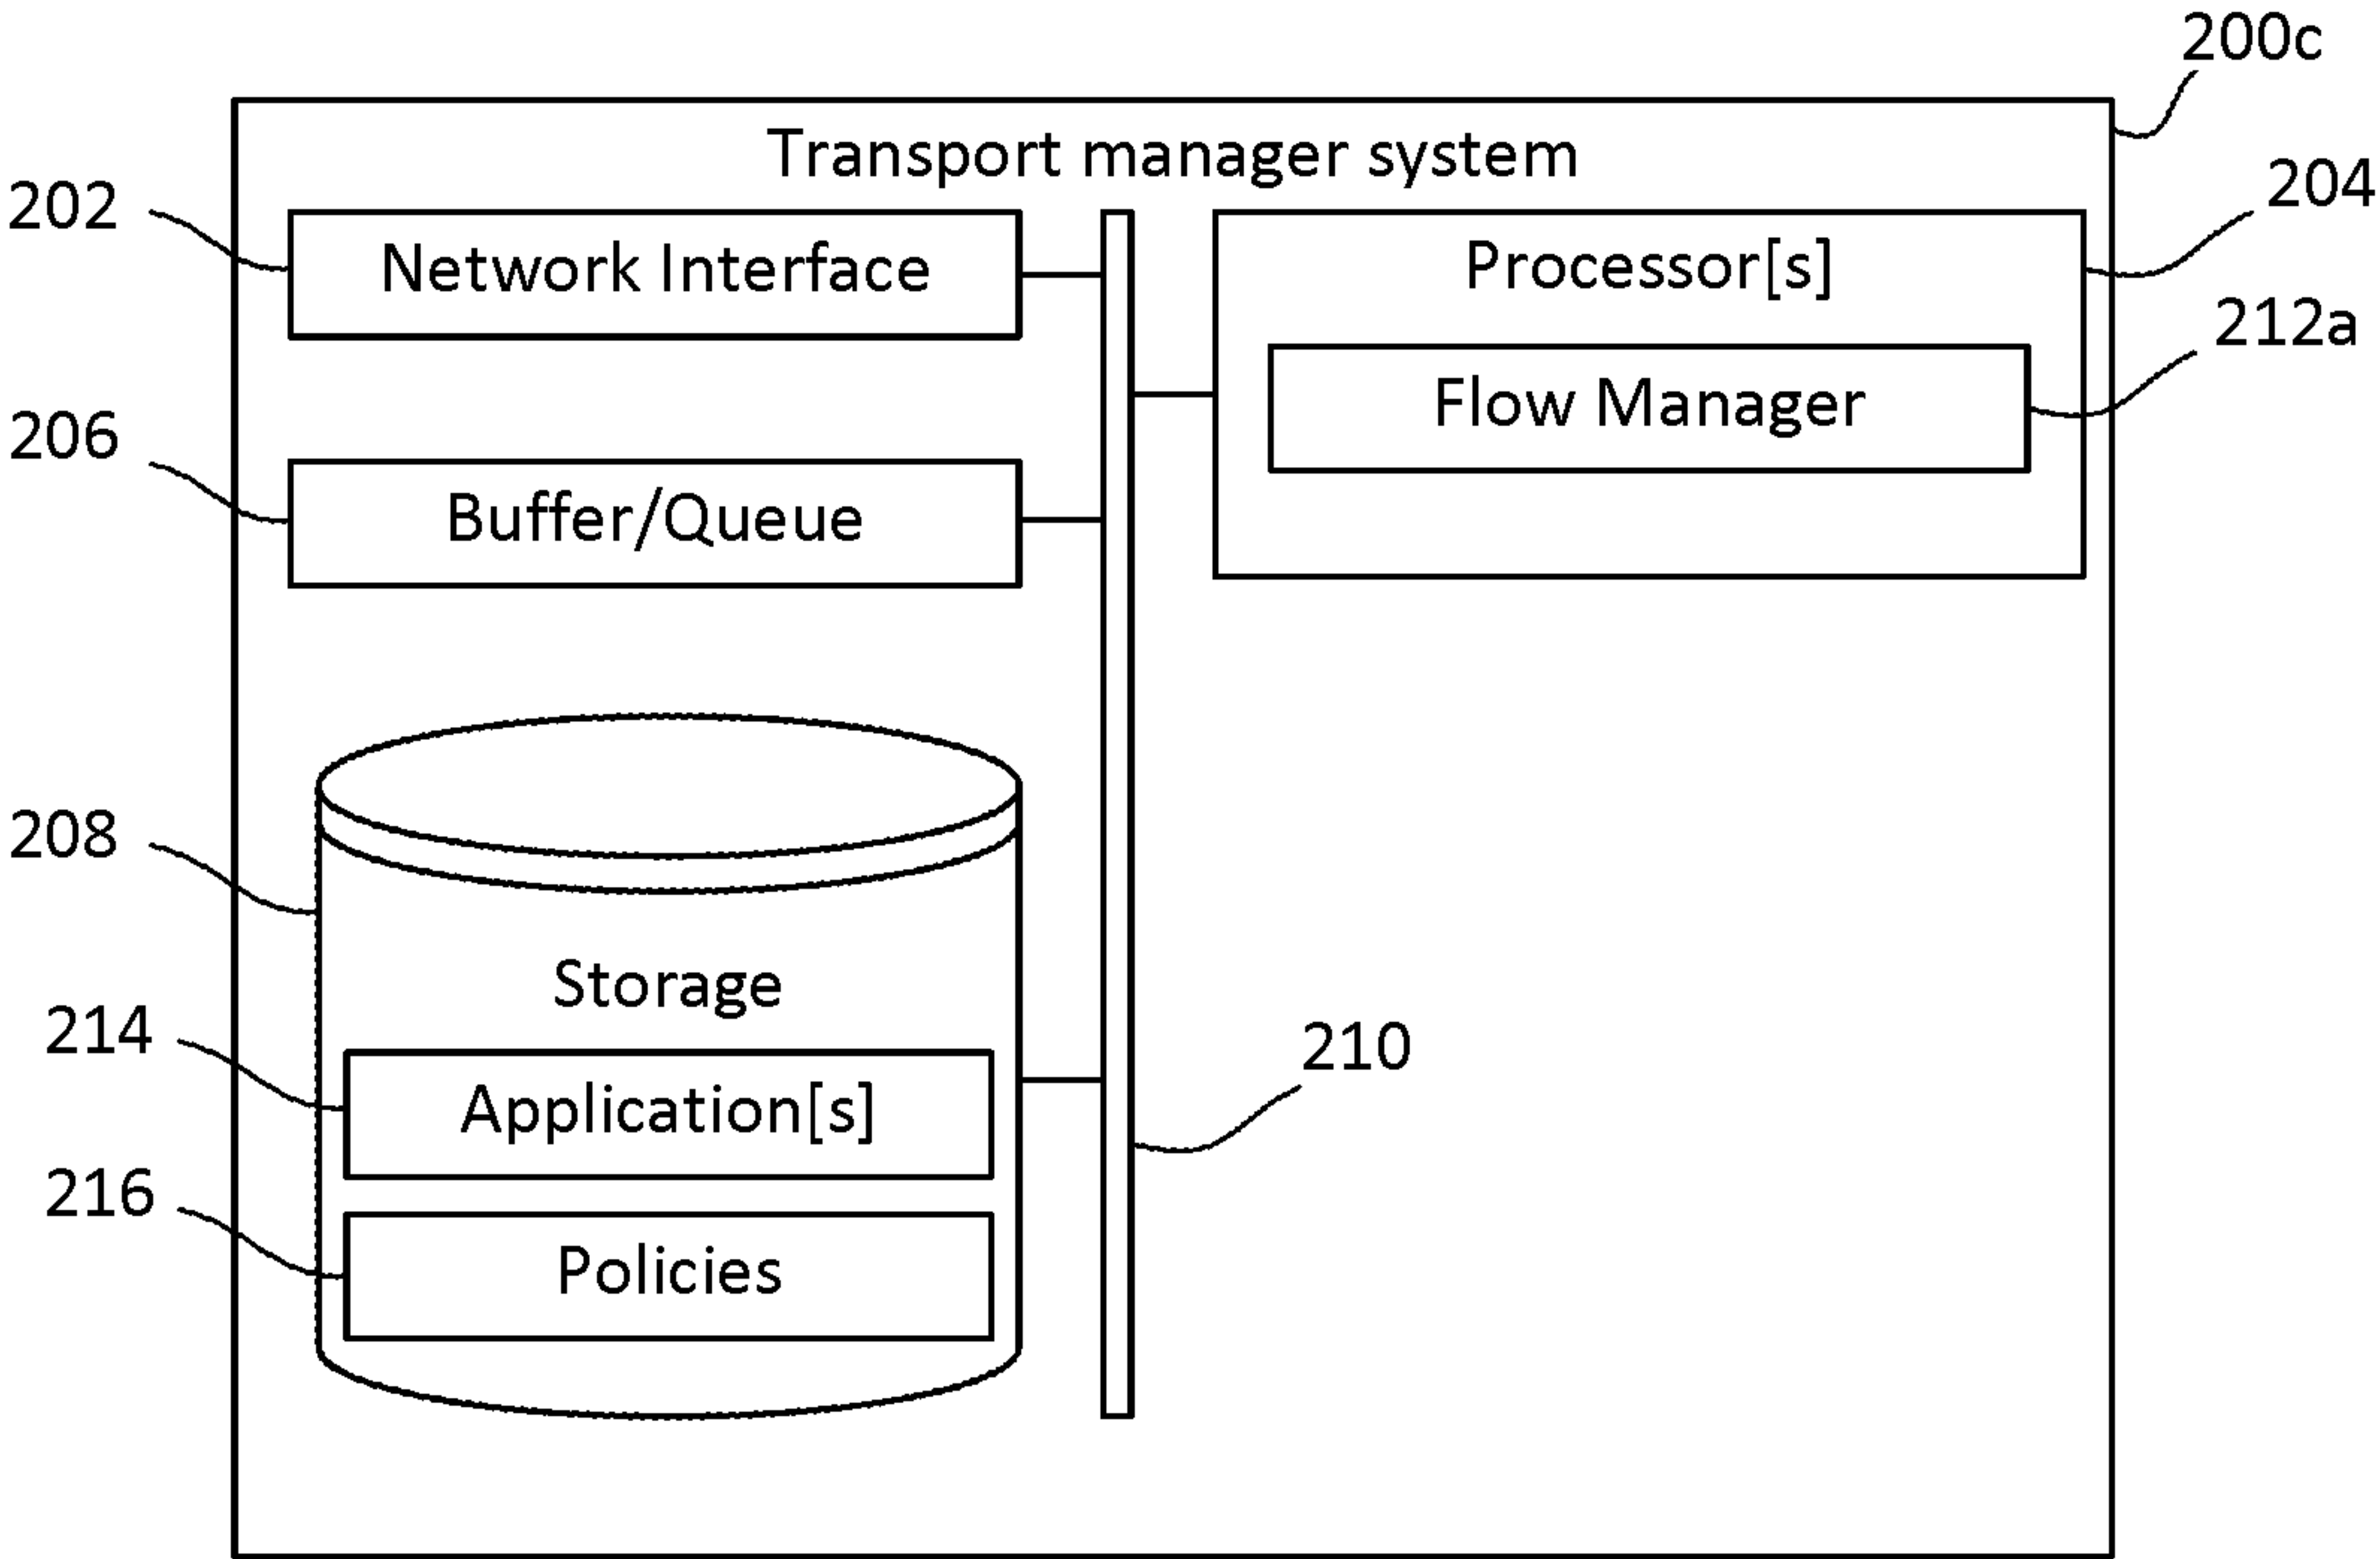 200c
Transport manager system
202
Network Interface
Processor[s]
204
212a
Flow Manager
206
Buffer/Queue
208
Storage
214
Application[s]
210
216
Policies